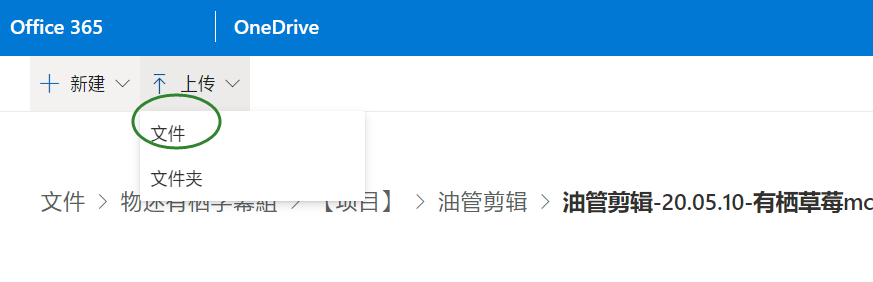 Office 365 OneDrive
新建 上传
文件
文件夹
文件 > 物述有栖字幕組 > 【项目】 > 油管剪辑 > 油管剪辑-20.05.10-有栖草莓mc